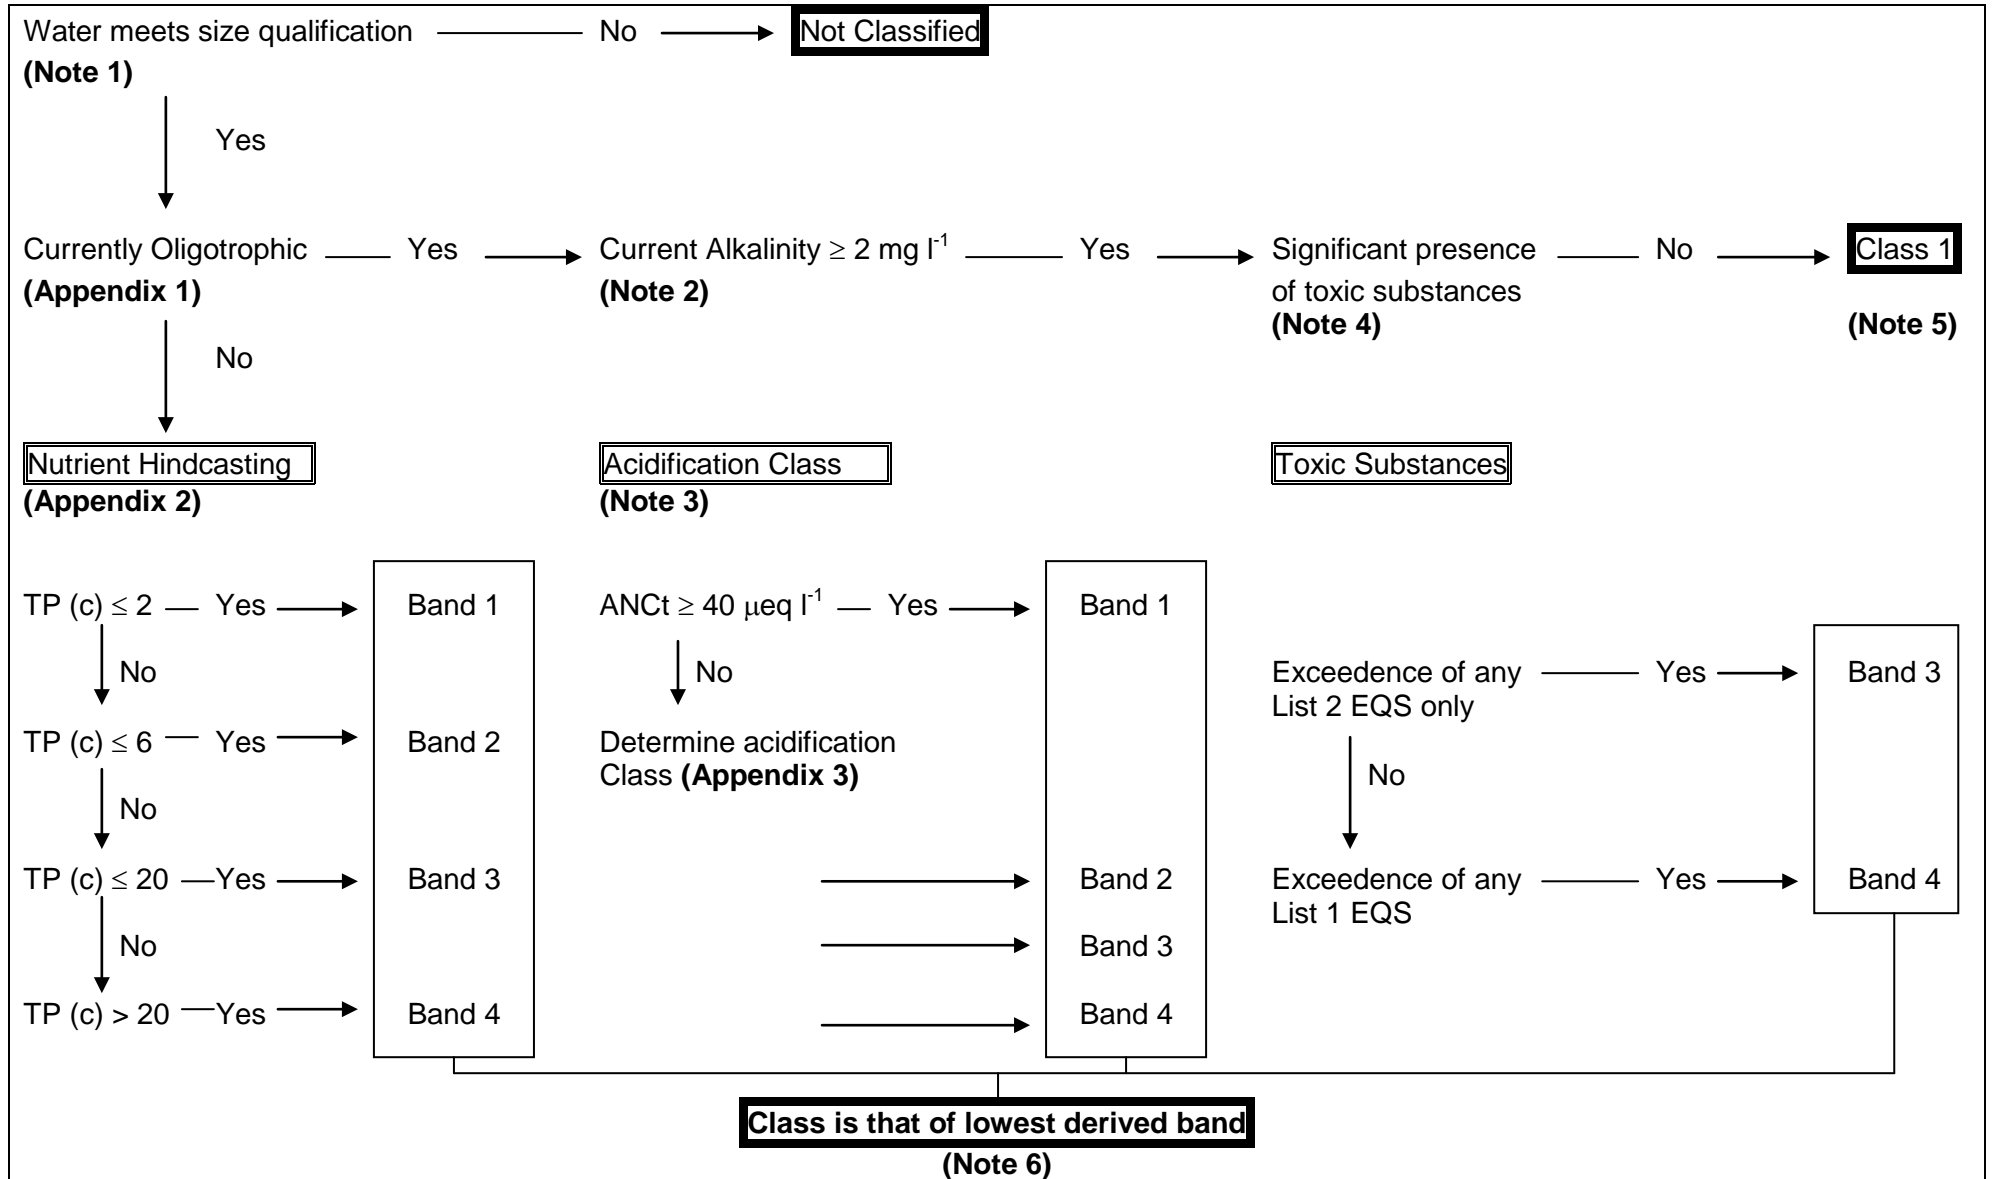 Water meets size qualification No Not Classified
(Note 1)
Yes
Currently Oligotrophic Yes Current Alkalinity ≥ 2 mg l⁻¹ Yes Significant presence No Class 1
(Appendix 1) (Note 2) of toxic substances
(Note 4) (Note 5)
No
Nutrient Hindcasting Acidification Class Toxic Substances
(Appendix 2) (Note 3)
TP (c) ≤ 2 Yes Band 1 ANCt ≥ 40 μeq l⁻¹ Yes Band 1
No No Exceedence of any Yes Band 3
List 2 EQS only
TP (c) ≤ 6 Yes Band 2 Determine acidification
Class (Appendix 3) No
No
TP (c) ≤ 20 Yes Band 3 Band 2 Exceedence of any Yes Band 4
List 1 EQS
No Band 3
TP (c) > 20 Yes Band 4 Band 4
Class is that of lowest derived band
(Note 6)